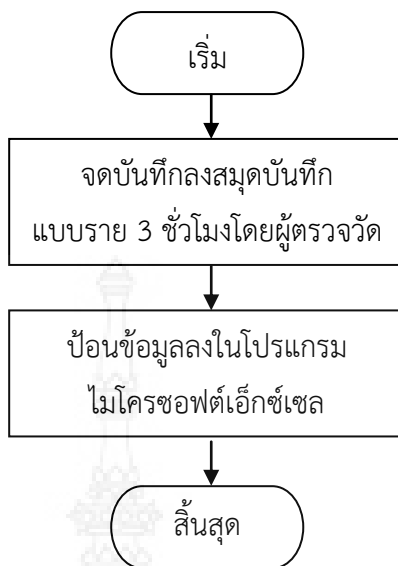 เริ่ม
จดบันทึกลงสมุดบันทึก
แบบราย 3 ชั่วโมงโดยผู้ตรวจวัด
ป้อนข้อมูลลงในโปรแกรม
ไมโครซอฟต์เอ็กซ์เซล
สิ้นสุด